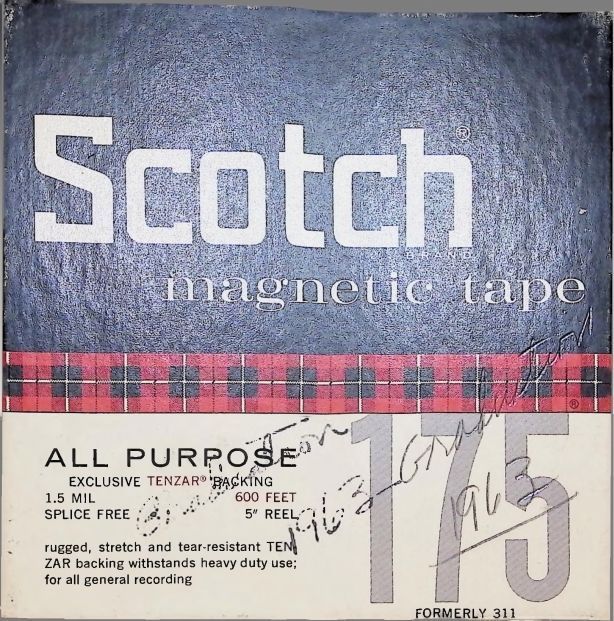 Scotch®
BRAND
magnetic tape
®
ALL PURPOSE
EXCLUSIVE TENZAR® BACKING
1.5 MIL 600 FEET
SPLICE FREE 5" REEL
rugged, stretch and tear-resistant TEN
ZAR backing withstands heavy duty use;
for all general recording
175
FORMERLY 311
Graduation
1963
Graduation
1963